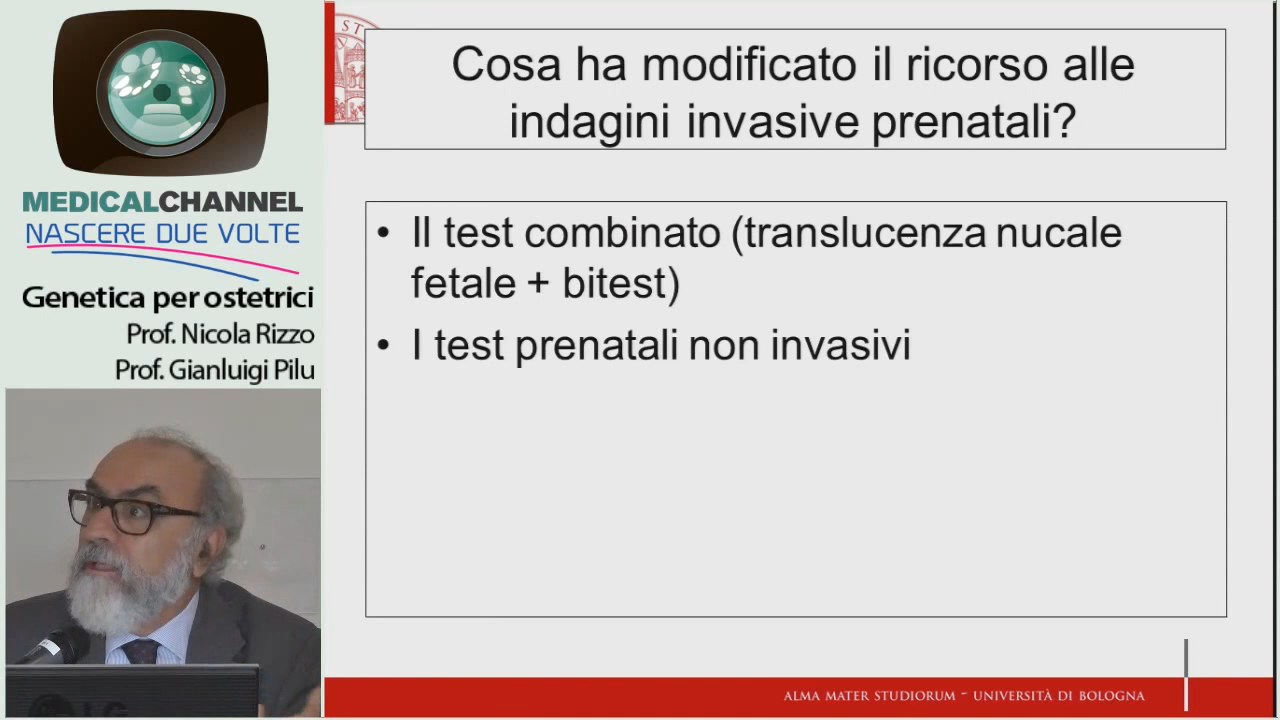 MEDICALCHANNEL
NASCERE DUE VOLTE
Genetica per ostetrici
Prof. Nicola Rizzo
Prof. Gianluigi Pilu
ST
Cosa ha modificato il ricorso alle
indagini invasive prenatali?
• Il test combinato (translucenza nucale
fetale + bitest)
• I test prenatali non invasivi
LG
ALMA MATER STUDIORUM ~ UNIVERSITÀ DI BOLOGNA